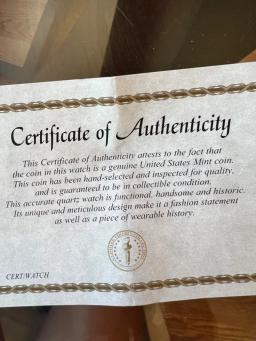 Certificate of Authenticity
This Certificate of Authenticity attests to the fact that
the coin in this watch is a genuine United States Mint coin.
This coin has been hand-selected and inspected for quality,
and is guaranteed to be in collectible condition.
This accurate quartz watch is functional, handsome and historic.
Its unique and meticulous design make it a fashion statement
as well as a piece of wearable history.
CERT/WATCH